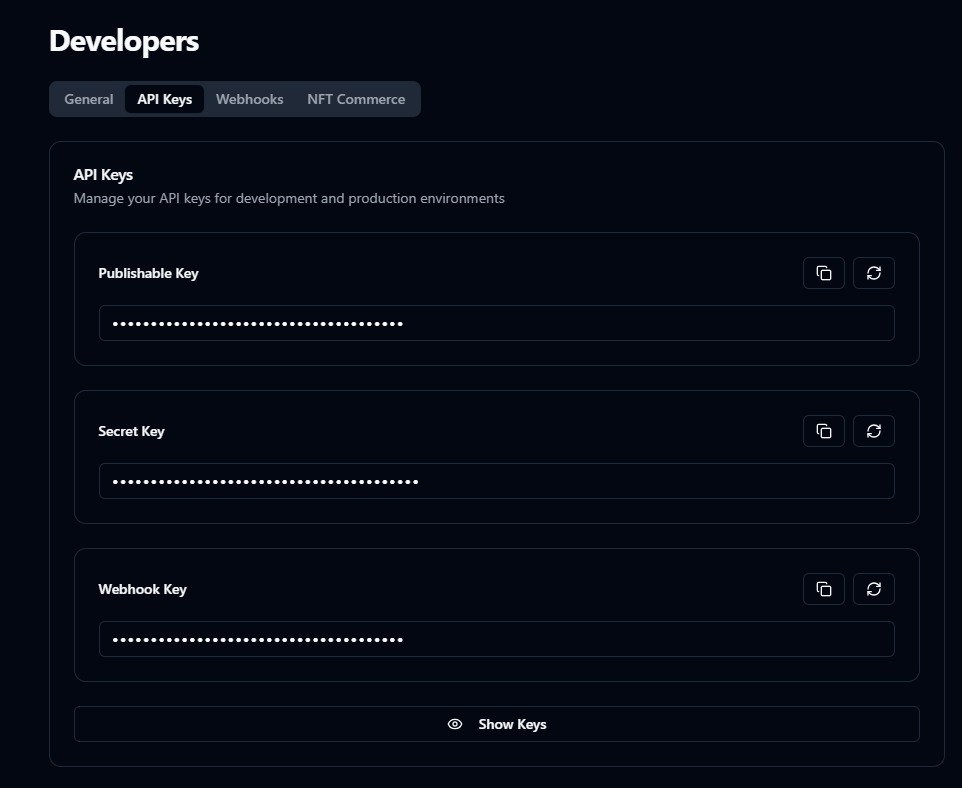 Developers
General API Keys Webhooks NFT Commerce
API Keys
Manage your API keys for development and production environments
Publishable Key
••••••••••••••••••••••••••••••••••••••
Secret Key
••••••••••••••••••••••••••••••••••••••••
Webhook Key
••••••••••••••••••••••••••••••••••••••
Show Keys